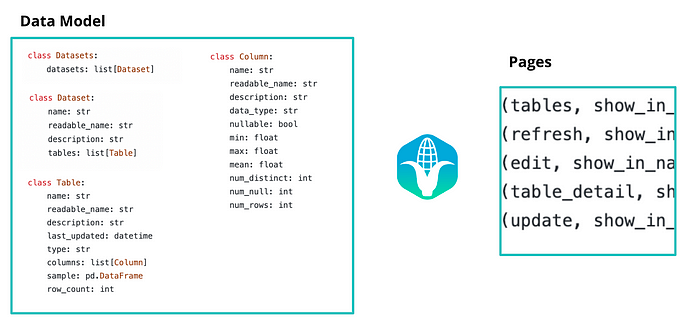 Data Model
class Datasets:
datasets: list[Dataset]
class Dataset:
name: str
readable_name: str
description: str
tables: list[Table]
class Table:
name: str
readable_name: str
description: str
last_updated: datetime
type: str
columns: list[Column]
sample: pd.DataFrame
row_count: int
class Column:
name: str
readable_name: str
description: str
data_type: str
nullable: bool
min: float
max: float
mean: float
num_distinct: int
num_null: int
num_rows: int
Pages
(tables, show_in_
(refresh, show_in
(edit, show_in_na
(table_detail, sh
(update, show_in_